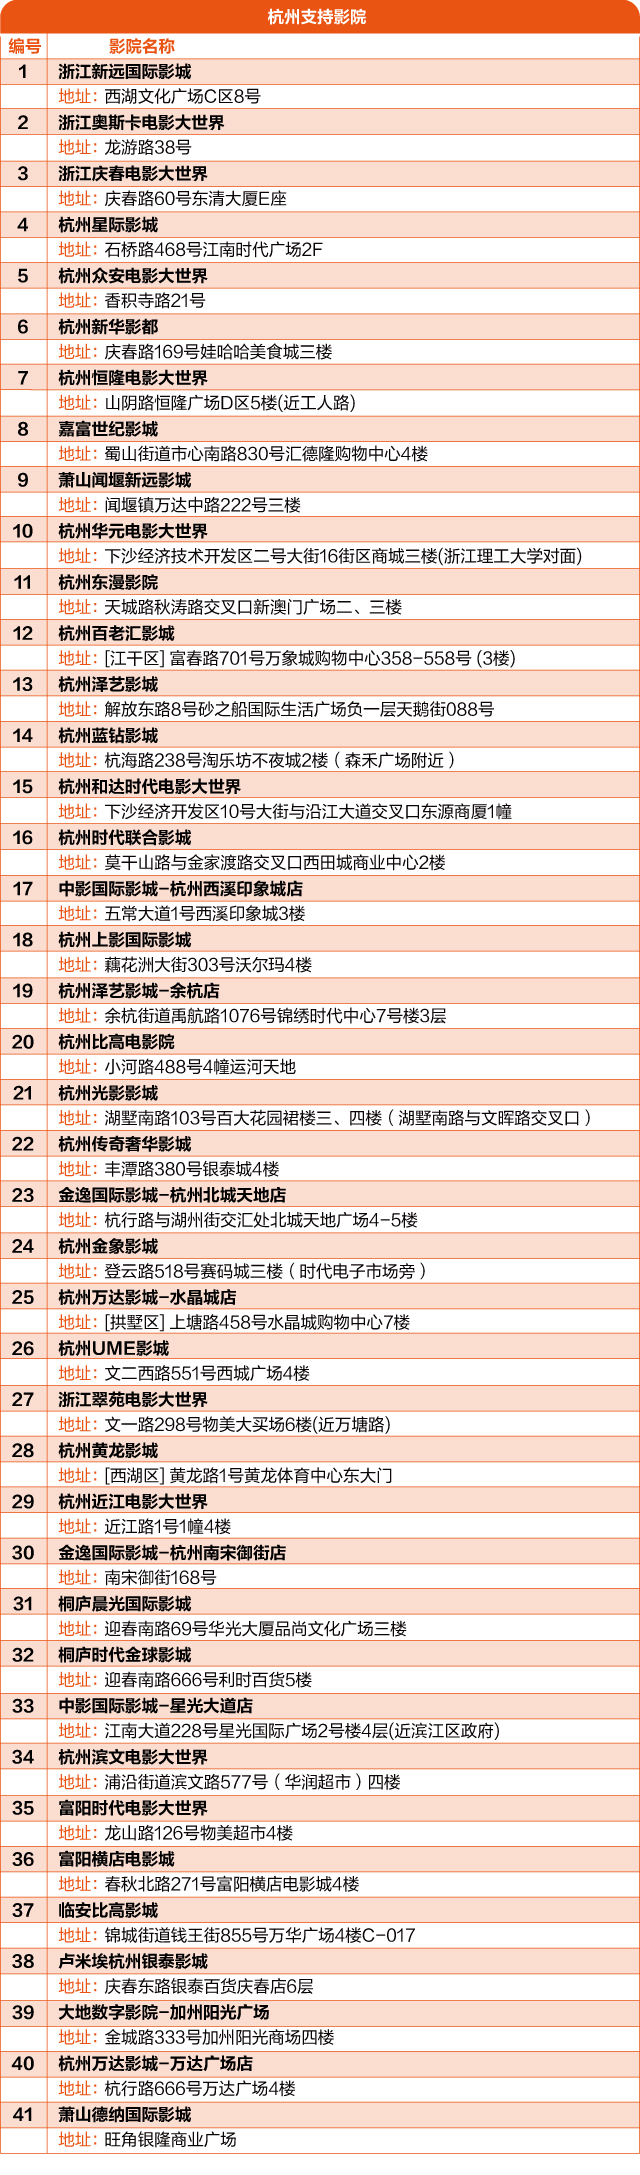 杭州支持影院
编号 影院名称
1 浙江新远国际影城
地址：西湖文化广场C区8号
2 浙江奥斯卡电影大世界
地址：龙游路38号
3 浙江庆春电影大世界
地址：庆春路60号东清大厦E座
4 杭州星际影城
地址：石桥路468号江南时代广场2F
5 杭州众安电影大世界
地址：香积寺路21号
6 杭州新华影都
地址：庆春路169号娃哈哈美食城三楼
7 杭州恒隆电影大世界
地址：山阴路恒隆广场D区5楼(近工人路)
8 嘉富世纪影城
地址：蜀山街道市心南路830号汇德隆购物中心4楼
9 萧山闻堰新远影城
地址：闻堰镇万达中路222号三楼
10 杭州华元电影大世界
地址：下沙经济技术开发区二号大街16街区商城三楼(浙江理工大学对面)
11 杭州东漫影院
地址：天城路秋涛路交叉口新澳门广场二、三楼
12 杭州百老汇影城
地址：[江干区] 富春路701号万象城购物中心358-558号 (3楼)
13 杭州泽艺影城
地址：解放东路8号砂之船国际生活广场负一层天鹅街088号
14 杭州蓝钻影城
地址：杭海路238号淘乐坊不夜城2楼（森禾广场附近）
15 杭州和达时代电影大世界
地址：下沙经济开发区10号大街与沿江大道交叉口东源商厦1幢
16 杭州时代联合影城
地址：莫干山路与金家渡路交叉口西田城商业中心2楼
17 中影国际影城-杭州西溪印象城店
地址：五常大道1号西溪印象城3楼
18 杭州上影国际影城
地址：藕花洲大街303号沃尔玛4楼
19 杭州泽艺影城-余杭店
地址：余杭街道禹航路1076号锦绣时代中心7号楼3层
20 杭州比高电影院
地址：小河路488号4幢运河天地
21 杭州光影影城
地址：湖墅南路103号百大花园裙楼三、四楼（湖墅南路与文晖路交叉口）
22 杭州传奇奢华影城
地址：丰潭路380号银泰城4楼
23 金逸国际影城-杭州北城天地店
地址：杭行路与湖州街交汇处北城天地广场4-5楼
24 杭州金象影城
地址：登云路518号赛码城三楼（时代电子市场旁）
25 杭州万达影城-水晶城店
地址：[拱墅区] 上塘路458号水晶城购物中心7楼
26 杭州UME影城
地址：文二西路551号西城广场4楼
27 浙江翠苑电影大世界
地址：文一路298号物美大买场6楼(近万塘路)
28 杭州黄龙影城
地址：[西湖区] 黄龙路1号黄龙体育中心东大门
29 杭州近江电影大世界
地址：近江路1号1幢4楼
30 金逸国际影城-杭州南宋御街店
地址：南宋御街168号
31 桐庐晨光国际影城
地址：迎春南路69号华光大厦品尚文化广场三楼
32 桐庐时代金球影城
地址：迎春南路666号利时百货5楼
33 中影国际影城-星光大道店
地址：江南大道228号星光国际广场2号楼4层(近滨江区政府)
34 杭州滨文电影大世界
地址：浦沿街道滨文路577号（华润超市）四楼
35 富阳时代电影大世界
地址：龙山路126号物美超市4楼
36 富阳横店电影城
地址：春秋北路271号富阳横店电影城4楼
37 临安比高影城
地址：锦城街道钱王街855号万华广场4楼C-017
38 卢米埃杭州银泰影城
地址：庆春东路银泰百货庆春店6层
39 大地数字影院-加州阳光广场
地址：金城路333号加州阳光商场四楼
40 杭州万达影城-万达广场店
地址：杭行路666号万达广场4楼
41 萧山德纳国际影城
地址：旺角银隆商业广场